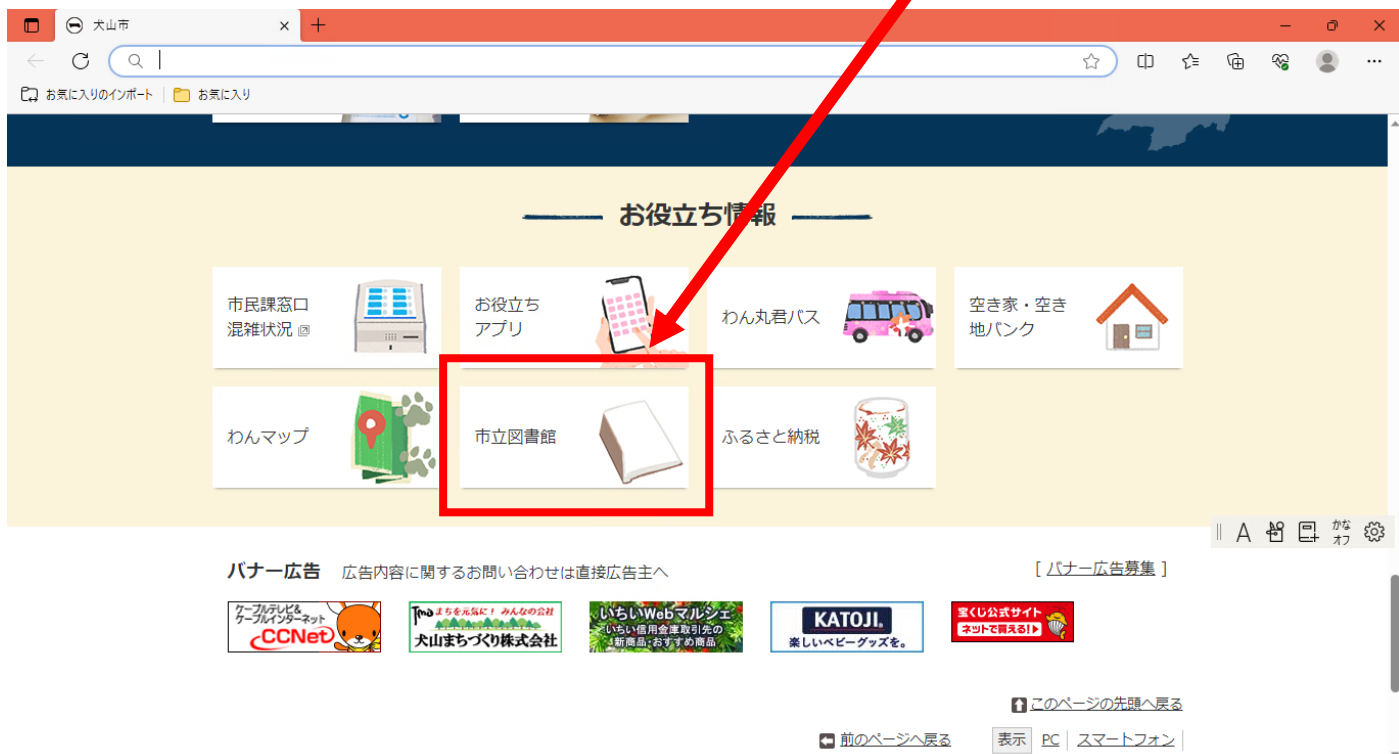 犬山市
お気に入りのインポート
お気に入り
お役立ち情報
市民課窓口
混雑状況
お役立ち
アプリ
わん丸君バス
空き家・空き
地バンク
わんマップ
市立図書館
ふるさと納税
A
かな
オフ
バナー広告 広告内容に関するお問い合わせは直接広告主へ
[ バナー広告募集 ]
ケーブルテレビ&
ケーブルインターネット
CCNet
Tmo まちを元気に! みんなの会社
犬山まちづくり株式会社
いちいWebマルシェ
いちい信用金庫取引先の
新商品・おすすめ商品
KATOJI.
楽しいベビーグッズを。
宝くじ公式サイト
ネットで買える!
このページの先頭へ戻る
前のページへ戻る
表示 PC スマートフォン